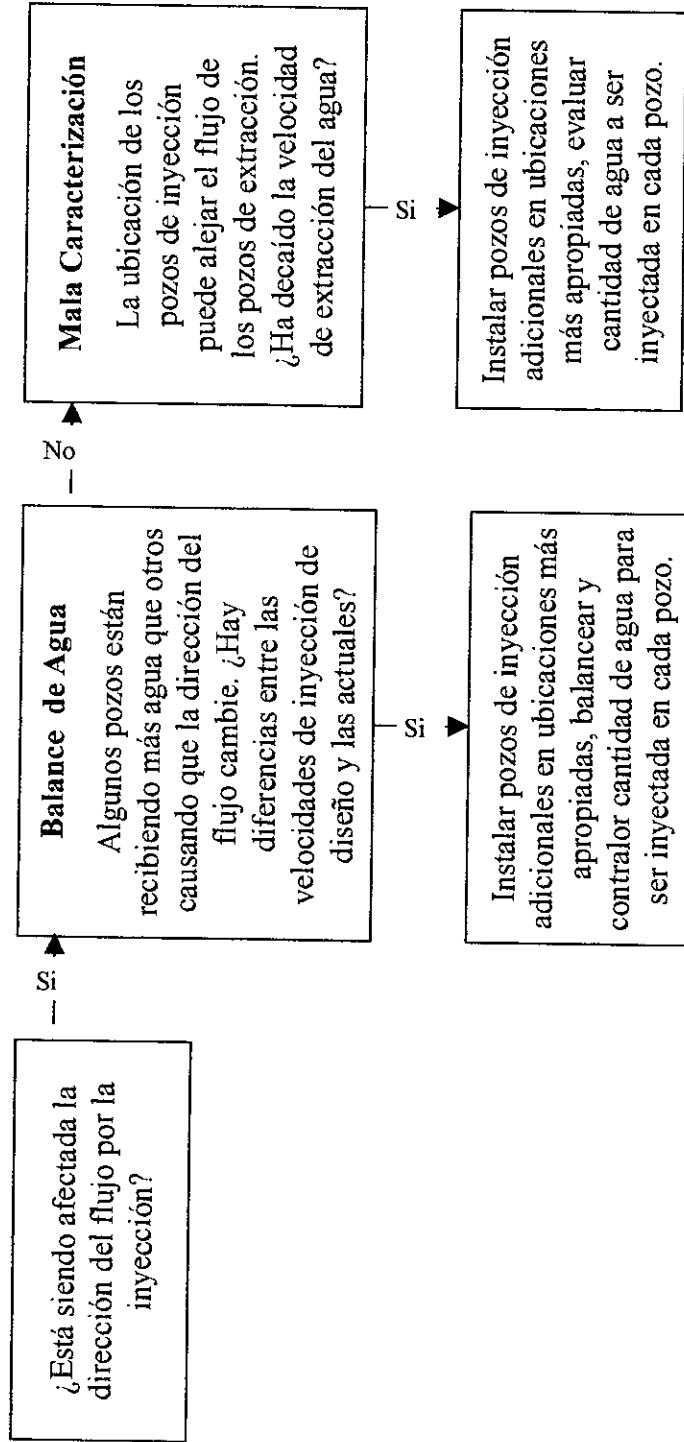 ¿Está siendo afectada la
dirección del flujo por la
inyección?
Si
Balance de Agua
Algunos pozos están
recibiendo más agua que otros
causando que la dirección del
flujo cambie. ¿Hay
diferencias entre las
velocidades de inyección de
diseño y las actuales?
No
Mala Caracterización
La ubicación de los
pozos de inyección
puede alejar el flujo de
los pozos de extracción.
¿Ha decaído la velocidad
de extracción del agua?
Si
Instalar pozos de inyección
adicionales en ubicaciones más
apropiadas, balancear y
contralor cantidad de agua para
ser inyectada en cada pozo.
Si
Instalar pozos de inyección
adicionales en ubicaciones
más apropiadas, evaluar
cantidad de agua a ser
inyectada en cada pozo.